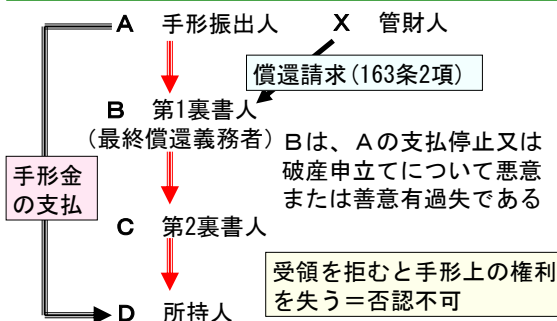 A 手形振出人 X 管財人
償還請求(163条2項)
B 第1裏書人
(最終償還義務者)
Bは、Aの支払停止又は
破産申立てについて悪意
または善意有過失である
手形金
の支払
C 第2裏書人
受領を拒むと手形上の権利
を失う=否認不可
D 所持人